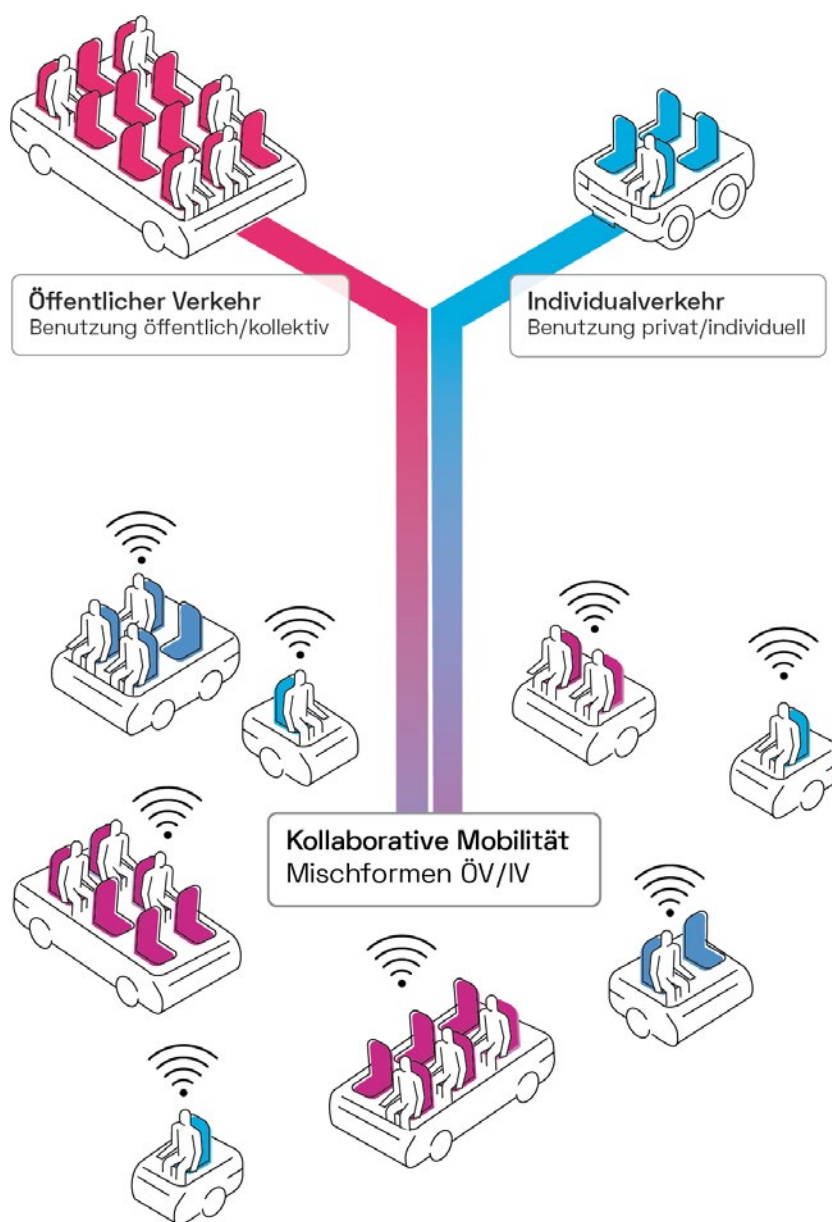 Öffentlicher Verkehr
Benutzung öffentlich/kollektiv
Individualverkehr
Benutzung privat/individuell
Kollaborative Mobilität
Mischformen ÖV/IV